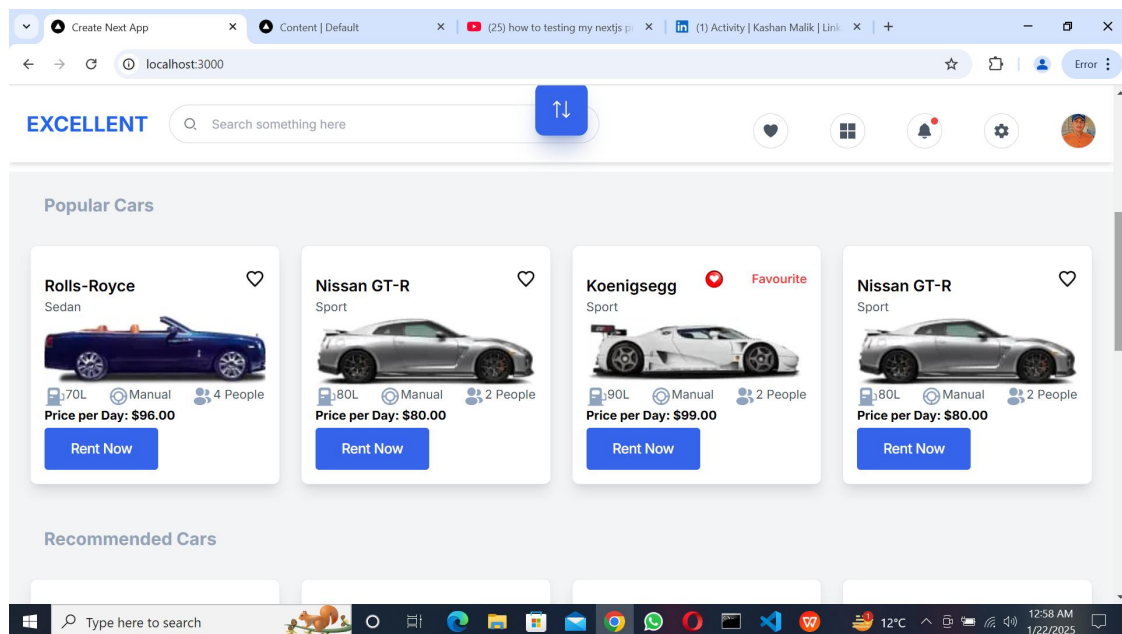 Create Next App
Content | Default
(25) how to testing my nextjs pr
(1) Activity | Kashan Malik | Link
localhost:3000
Error
EXCELLENT
Search something here
Popular Cars
Rolls-Royce
Sedan
70L Manual 4 People
Price per Day: $96.00
Rent Now
Nissan GT-R
Sport
80L Manual 2 People
Price per Day: $80.00
Rent Now
Koenigsegg
Favourite
Sport
90L Manual 2 People
Price per Day: $99.00
Rent Now
Nissan GT-R
Sport
80L Manual 2 People
Price per Day: $80.00
Rent Now
Recommended Cars
Type here to search
12°C
12:58 AM
1/22/2025